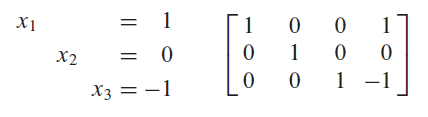 x1 = 1 [1 0 0 1
x2 = 0 0 1 0 0
x3 = −1 0 0 1 −1]